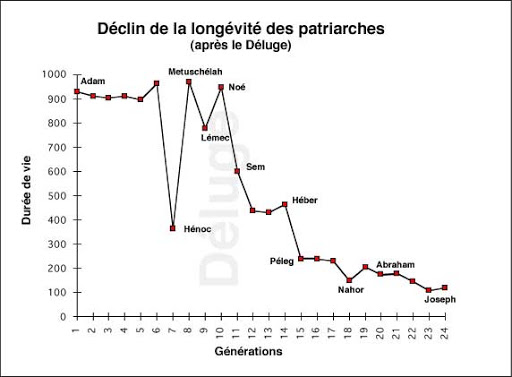 Déclin de la longévité des patriarches
(après le Déluge)
Durée de vie
1000
900
800
700
600
500
400
300
200
100
0
Adam
Metuschélah
Noé
Lémec
Sem
Hénoc
Héber
Péleg
Nahor
Abraham
Joseph
Deluge
1 2 3 4 5 6 7 8 9 10 11 12 13 14 15 16 17 18 19 20 21 22 23 24
Générations